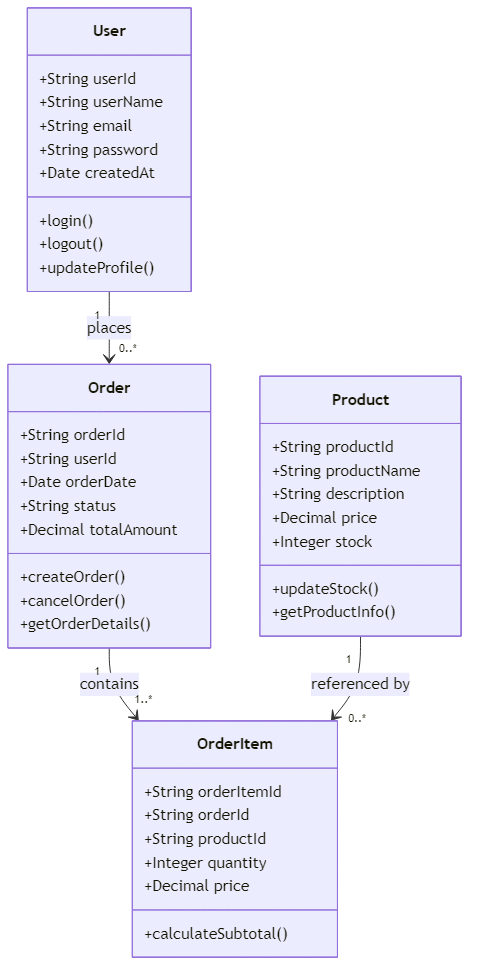 User
+String userId
+String userName
+String email
+String password
+Date createdAt
+login()
+logout()
+updateProfile()
1
places
0..*
Order
+String orderId
+String userId
+Date orderDate
+String status
+Decimal totalAmount
+createOrder()
+cancelOrder()
+getOrderDetails()
Product
+String productId
+String productName
+String description
+Decimal price
+Integer stock
+updateStock()
+getProductInfo()
1
contains
1..*
1
referenced by
0..*
OrderItem
+String orderItemId
+String orderId
+String productId
+Integer quantity
+Decimal price
+calculateSubtotal()